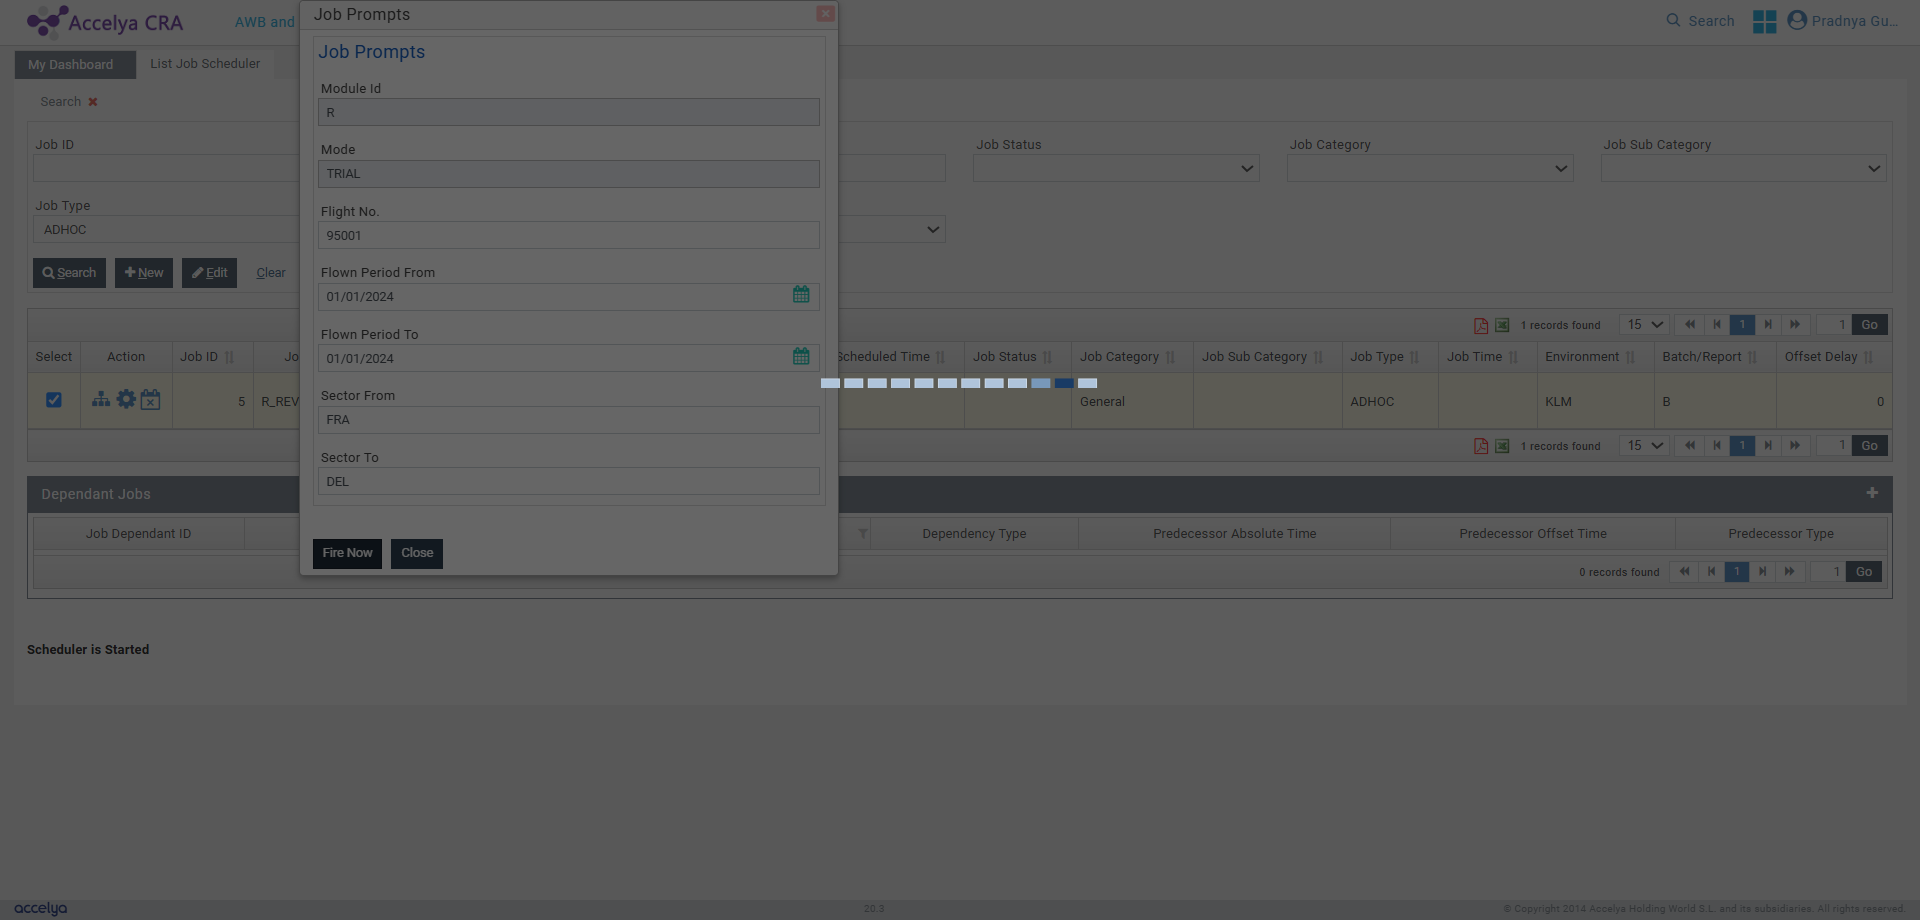 Accelya CRA
AWB and
Search
Pradnya Gu...
My Dashboard
List Job Scheduler
Search
Job ID
Job Status
Job Category
Job Sub Category
Job Type
ADHOC
Search
New
Edit
Clear
Job Prompts
Job Prompts
Module Id
R
Mode
TRIAL
Flight No.
95001
Flown Period From
01/01/2024
Flown Period To
01/01/2024
Sector From
FRA
Sector To
DEL
Fire Now
Close
1 records found
15
1
1
Go
Select
Action
Job ID
Jo
Scheduled Time
Job Status
Job Category
Job Sub Category
Job Type
Job Time
Environment
Batch/Report
Offset Delay
5
R_REV
General
ADHOC
KLM
B
0
1 records found
15
1
1
Go
Dependant Jobs
Job Dependant ID
Dependency Type
Predecessor Absolute Time
Predecessor Offset Time
Predecessor Type
0 records found
1
1
Go
Scheduler is Started
accelya
20.3
© Copyright 2014 Accelya Holding World S.L. and its subsidiaries. All rights reserved.